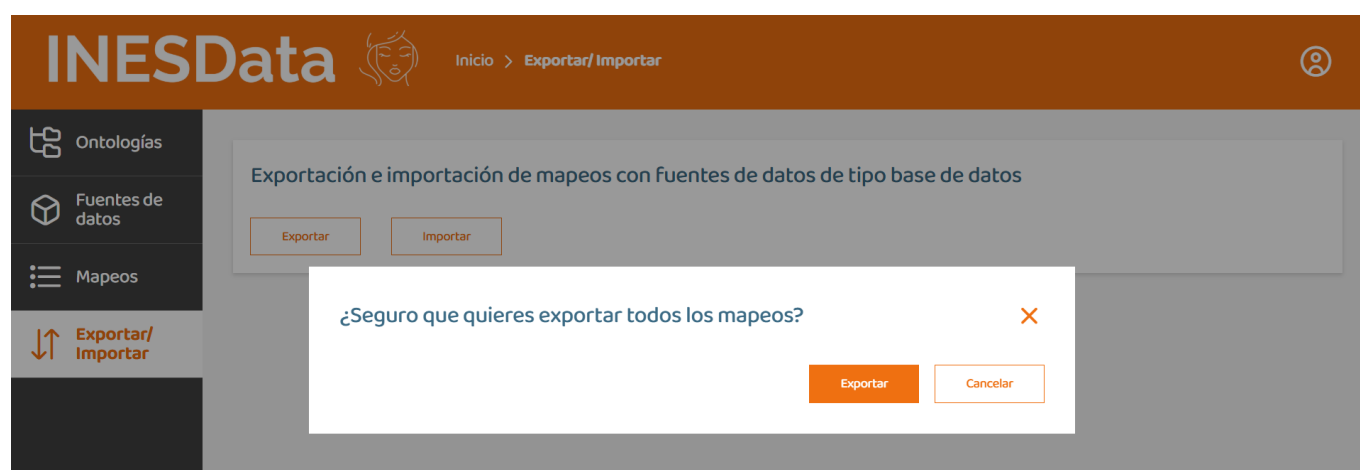 INESData
Inicio > Exportar/Importar
Ontologías
Fuentes de
datos
Mapeos
Exportar/
Importar
Exportación e importación de mapeos con fuentes de datos de tipo base de datos
Exportar
Importar
¿Seguro que quieres exportar todos los mapeos?
Exportar
Cancelar